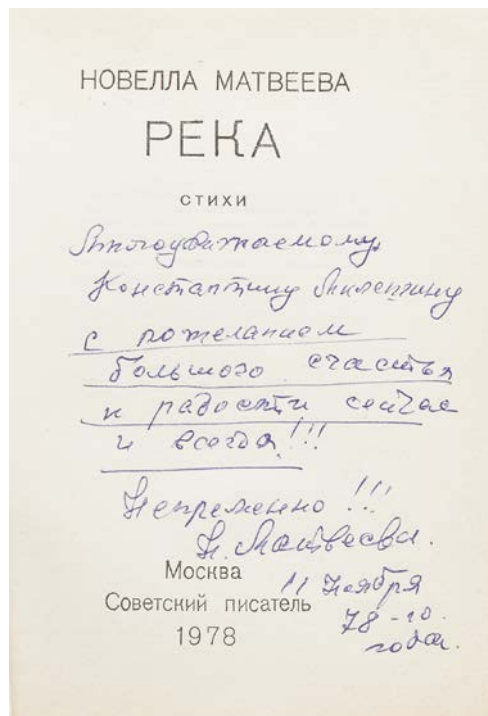 НОВЕЛЛА МАТВЕЕВА
РЕКА
СТИХИ
Многоуважаемому
Константину
с пожеланием
большого счастья
и радости сейчас
и всегда!!!
Непременно!!!
Н. Матвеева.
11 ноября
78-го
года.
Москва
Советский писатель
1978